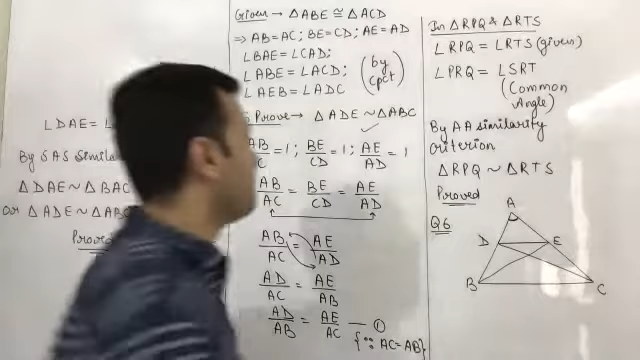 ∠DAE =
By SAS Simila
△DAE ~ △BAC
Or △ADE ~ △ABC
Proved
Given → △ABE ≅ △ACD
⇒ AB = AC ; BE = CD ; AE = AD
∠BAE = ∠CAD;
∠ABE = ∠ACD;
∠AEB = ∠ADC
(by cpct)
Prove → △ADE ~ △ABC
AB/AC = 1 ; BE/CD = 1 ; AE/AD = 1
AB/AC = BE/CD = AE/AD
AB/AC = AE/AD
AD/AC = AE/AB
AD/AB = AE/AC — ①
{∵ AC = AB}
In △RPQ & △RTS
∠RPQ = ∠RTS (given)
∠PRQ = ∠SRT
(Common Angle)
By AA similarity
criterion
△RPQ ~ △RTS
Proved
Q6
A
D
E
B
C